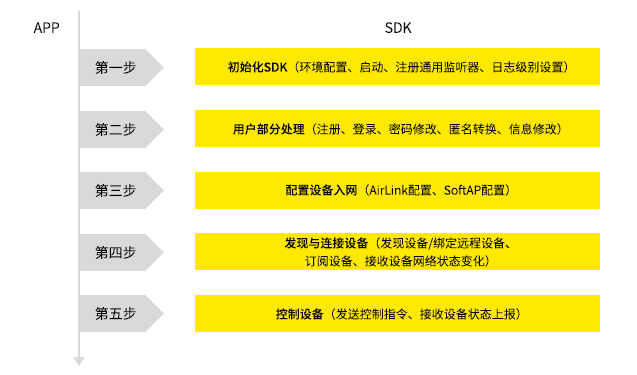 APP
SDK
第一步
初始化SDK（环境配置、启动、注册通用监听器、日志级别设置）
第二步
用户部分处理（注册、登录、密码修改、匿名转换、信息修改）
第三步
配置设备入网（AirLink配置、SoftAP配置）
第四步
发现与连接设备（发现设备/绑定远程设备、
订阅设备、接收设备网络状态变化）
第五步
控制设备（发送控制指令、接收设备状态上报）